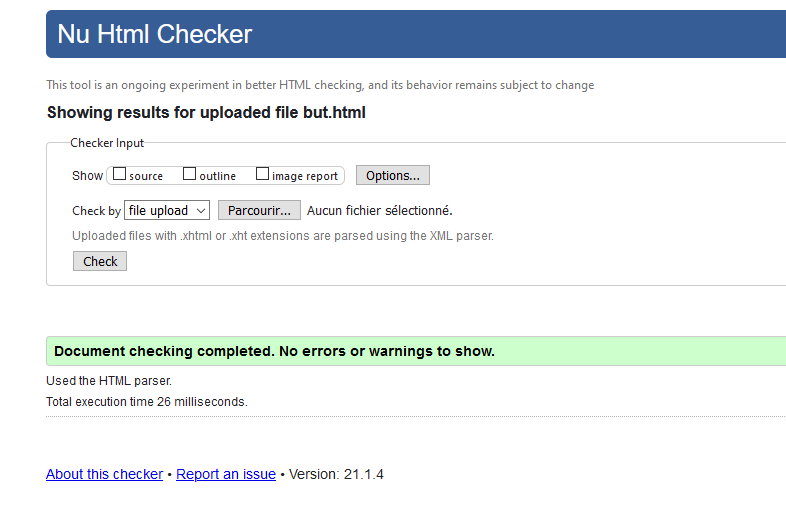 Nu Html Checker
This tool is an ongoing experiment in better HTML checking, and its behavior remains subject to change
Showing results for uploaded file but.html
Checker Input
Show source outline image report Options...
Check by file upload Parcourir... Aucun fichier sélectionné.
Uploaded files with .xhtml or .xht extensions are parsed using the XML parser.
Check
Document checking completed. No errors or warnings to show.
Used the HTML parser.
Total execution time 26 milliseconds.
About this checker • Report an issue • Version: 21.1.4